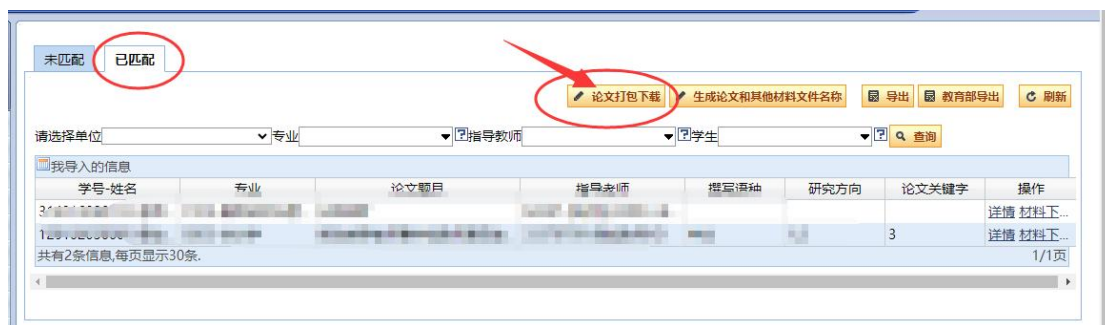 未匹配 已匹配
论文打包下载 生成论文和其他材料文件名称 导出 教育部导出 刷新
请选择单位 专业 指导教师 学生 查询
我导入的信息
学号-姓名 专业 论文题目 指导老师 撰写语种 研究方向 论文关键字 操作
详情 材料下...
3 详情 材料下...
共有2条信息,每页显示30条. 1/1页